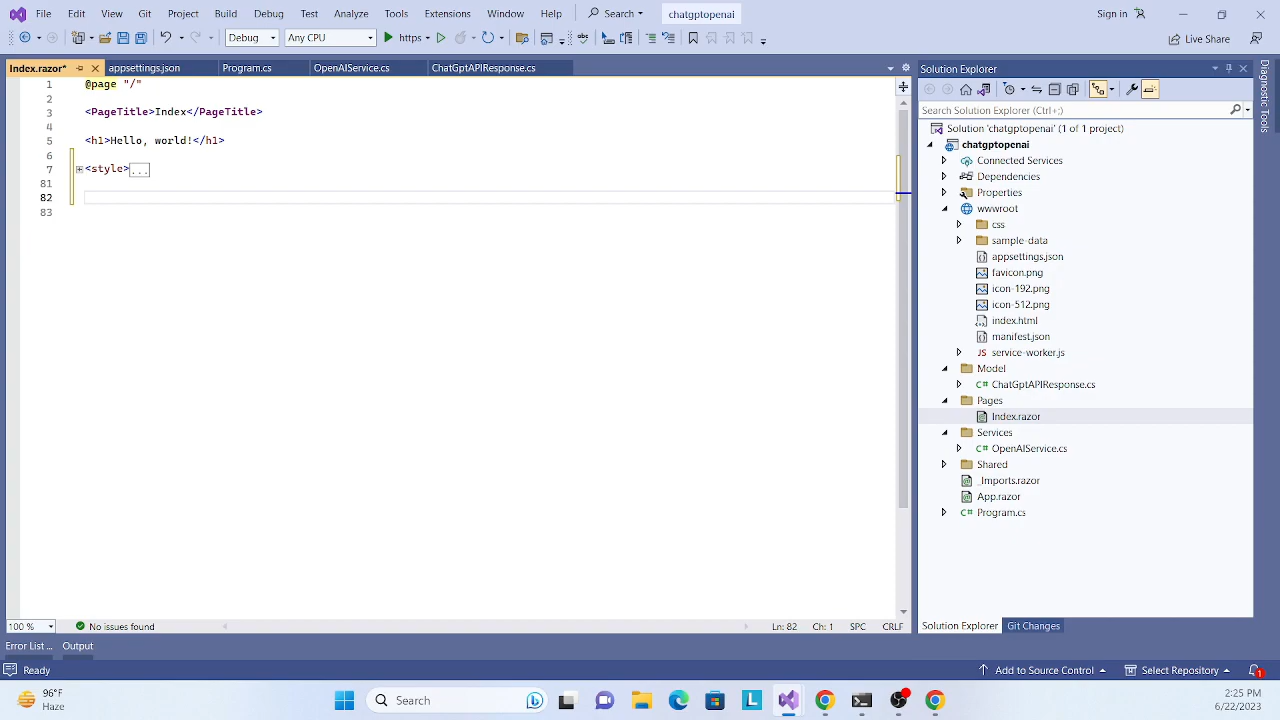 File Edit View Git Project Build Debug Test Analyze Tools Extensions Window Help Search chatgptopenai Sign in
Debug Any CPU https Live Share
Index.razor* appsettings.json Program.cs OpenAIService.cs ChatGptAPIResponse.cs
1 @page "/"
2
3 <PageTitle>Index</PageTitle>
4
5 <h1>Hello, world!</h1>
6
7 <style>...
81
82
83
100 % No issues found Ln: 82 Ch: 1 SPC CRLF
Solution Explorer
Search Solution Explorer (Ctrl+;)
Solution 'chatgptopenai' (1 of 1 project)
chatgptopenai
Connected Services
Dependencies
Properties
wwwroot
css
sample-data
appsettings.json
favicon.png
icon-192.png
icon-512.png
index.html
manifest.json
JS service-worker.js
Model
C# ChatGptAPIResponse.cs
Pages
Index.razor
Services
C# OpenAIService.cs
Shared
_Imports.razor
App.razor
C# Program.cs
Solution Explorer Git Changes
Diagnostic Tools
Error List ... Output
Ready Add to Source Control Select Repository 1
96°F
Haze
Search
2:25 PM
6/22/2023